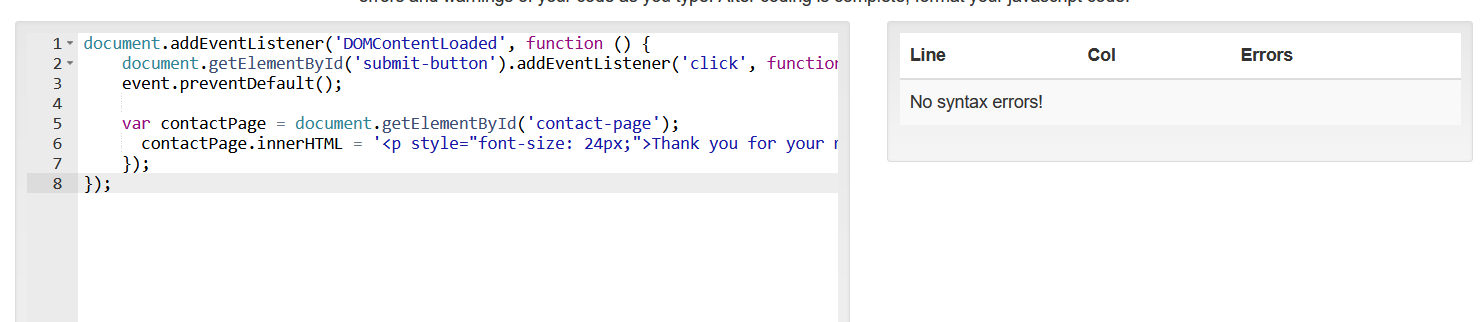 errors and warnings of your code as you type. After coding is complete, format your javascript code.
1 document.addEventListener('DOMContentLoaded', function () {
2 document.getElementById('submit-button').addEventListener('click', function
3 event.preventDefault();
4
5 var contactPage = document.getElementById('contact-page');
6 contactPage.innerHTML = '<p style="font-size: 24px;">Thank you for your
7 });
8 });
Line Col Errors
No syntax errors!